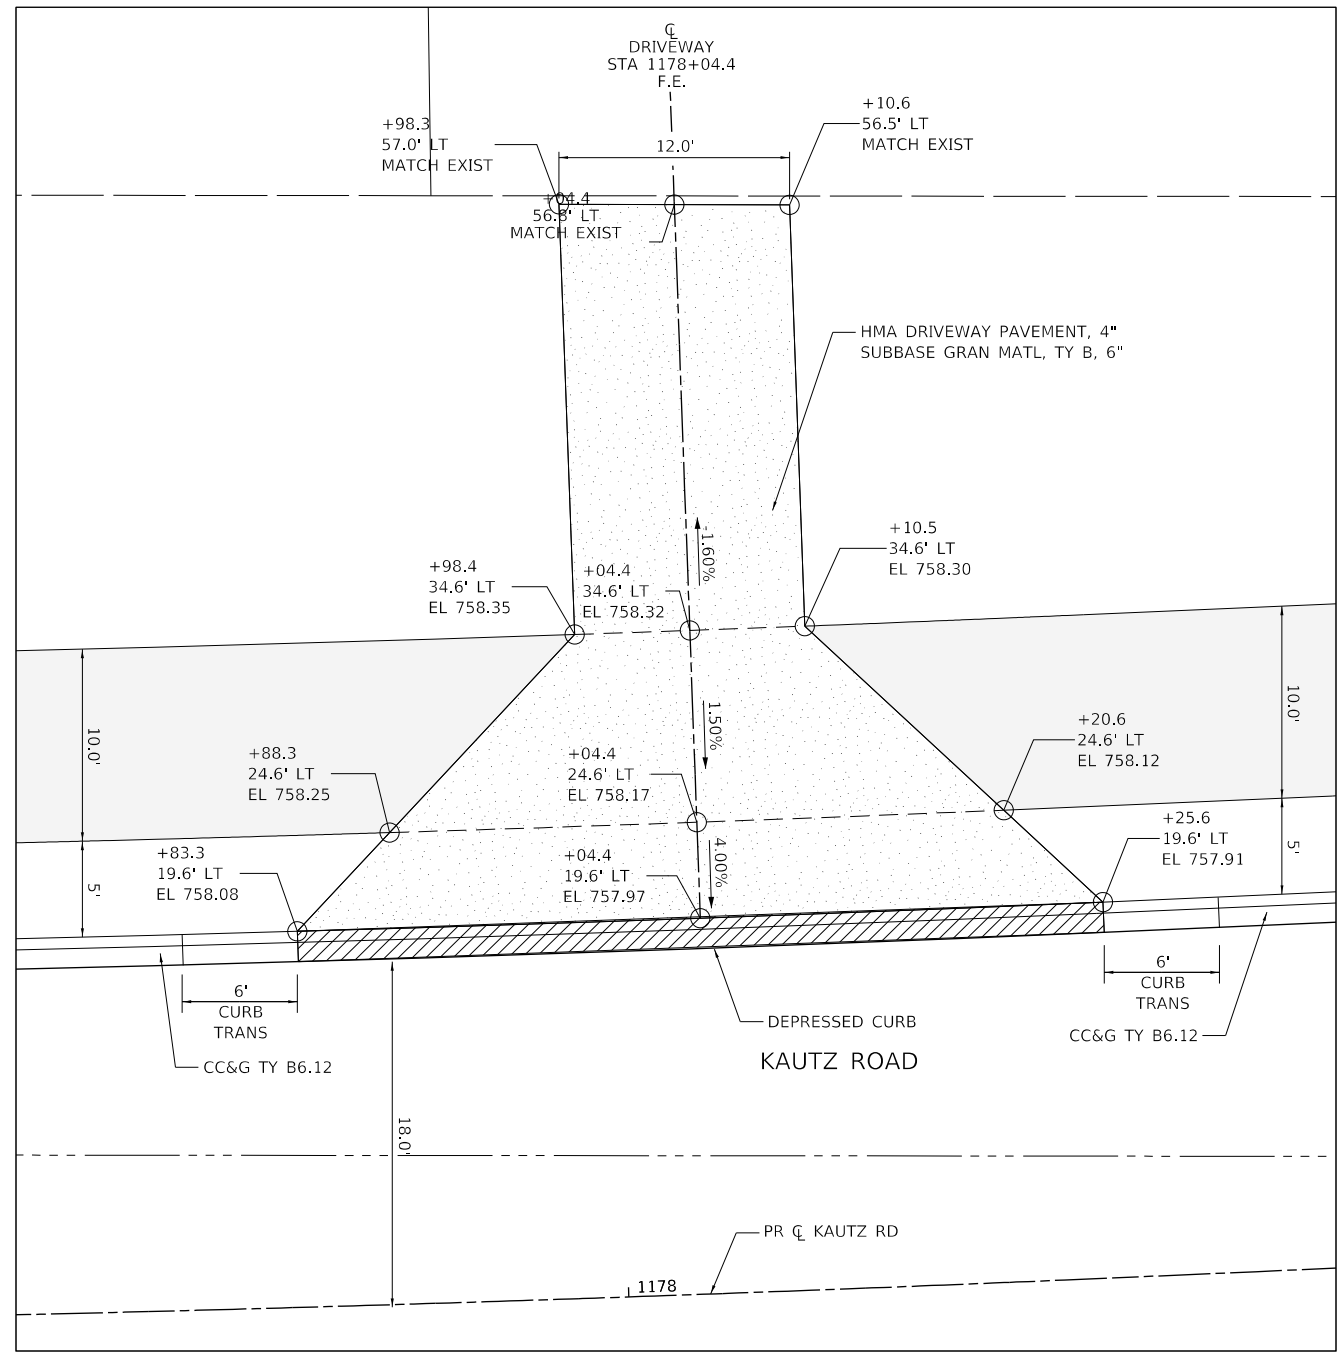 ℄
DRIVEWAY
STA 1178+04.4
F.E.
+98.3
57.0' LT
MATCH EXIST
12.0'
+10.6
56.5' LT
MATCH EXIST
+04.4
56.8' LT
MATCH EXIST
HMA DRIVEWAY PAVEMENT, 4"
SUBBASE GRAN MATL, TY B, 6"
-1.60%
+98.4
34.6' LT
EL 758.35
+04.4
34.6' LT
EL 758.32
+10.5
34.6' LT
EL 758.30
10.0'
1.50%
10.0'
+88.3
24.6' LT
EL 758.25
+04.4
24.6' LT
EL 758.17
+20.6
24.6' LT
EL 758.12
5'
4.00%
5'
+83.3
19.6' LT
EL 758.08
+04.4
19.6' LT
EL 757.97
+25.6
19.6' LT
EL 757.91
6'
CURB
TRANS
6'
CURB
TRANS
DEPRESSED CURB
CC&G TY B6.12
CC&G TY B6.12
KAUTZ ROAD
18.0'
PR ℄ KAUTZ RD
1178